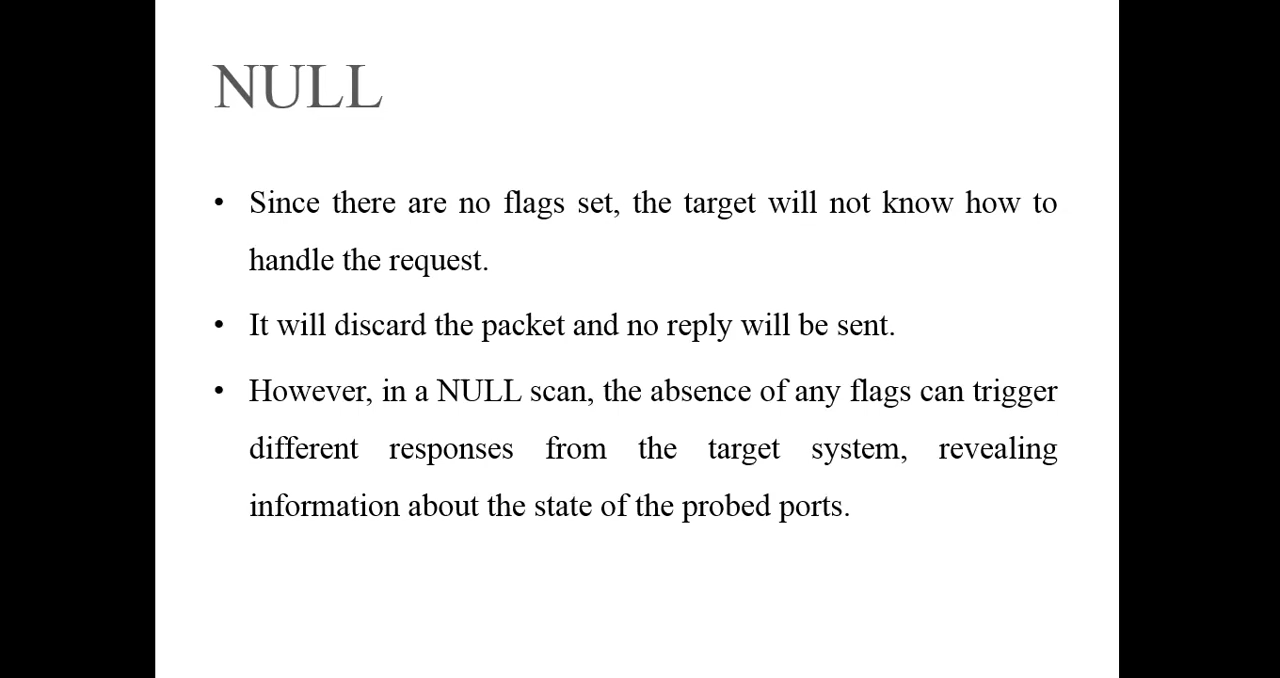 NULL
• Since there are no flags set, the target will not know how to
handle the request.
• It will discard the packet and no reply will be sent.
• However, in a NULL scan, the absence of any flags can trigger
different responses from the target system, revealing
information about the state of the probed ports.